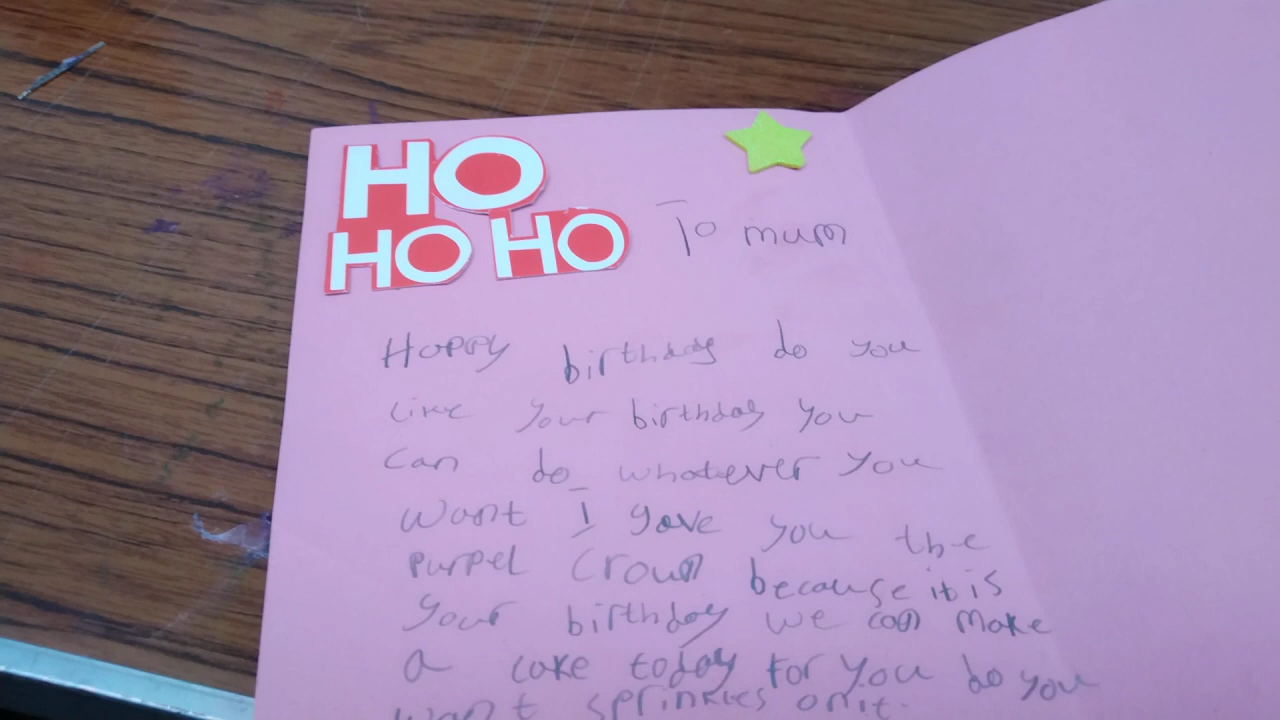 HO
HO HO
To mum
Happy birthday do you
like your birthday you
can do whatever you
want I gave you the
purpel croun because it is
your birthday we can make
a cake today for you do you
want sprinkles on it.